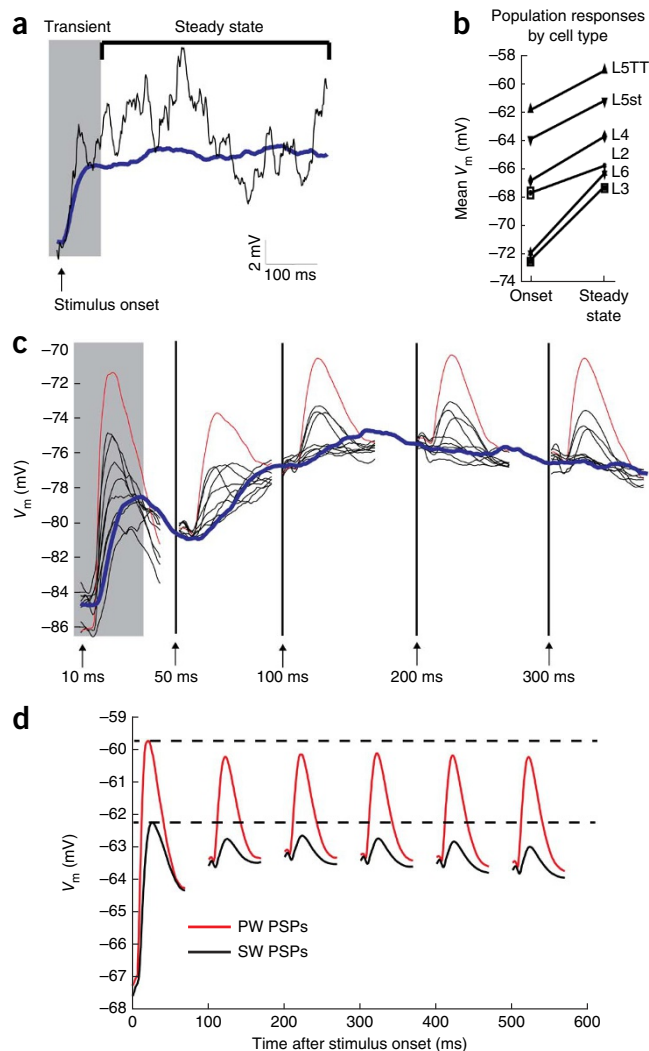 a
Transient
Steady state
2 mV
100 ms
Stimulus onset
b
Population responses
by cell type
Mean Vm (mV)
−58
−60
−62
−64
−66
−68
−70
−72
−74
L5TT
L5st
L4
L2
L6
L3
Onset
Steady
state
c
Vm (mV)
−70
−72
−74
−76
−78
−80
−82
−84
−86
10 ms
50 ms
100 ms
200 ms
300 ms
d
Vm (mV)
−59
−60
−61
−62
−63
−64
−65
−66
−67
−68
PW PSPs
SW PSPs
0
100
200
300
400
500
600
Time after stimulus onset (ms)